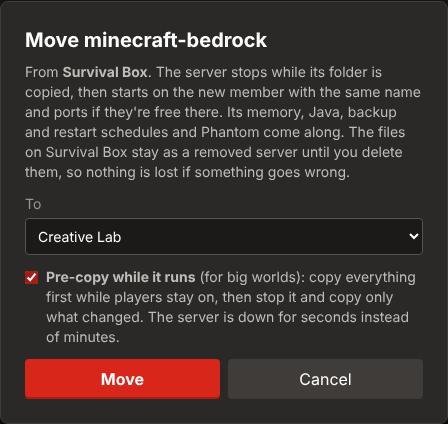 Move minecraft-bedrock
From Survival Box. The server stops while its folder is
copied, then starts on the new member with the same name
and ports if they're free there. Its memory, Java, backup
and restart schedules and Phantom come along. The files
on Survival Box stay as a removed server until you delete
them, so nothing is lost if something goes wrong.
To
Creative Lab
Pre-copy while it runs (for big worlds): copy everything
first while players stay on, then stop it and copy only
what changed. The server is down for seconds instead
of minutes.
Move
Cancel